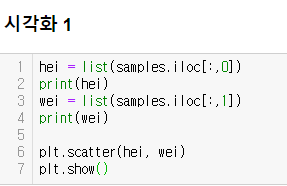 시각화 1
1 hei = list(samples.iloc[:,0])
2 print(hei)
3 wei = list(samples.iloc[:,1])
4 print(wei)
5
6 plt.scatter(hei, wei)
7 plt.show()